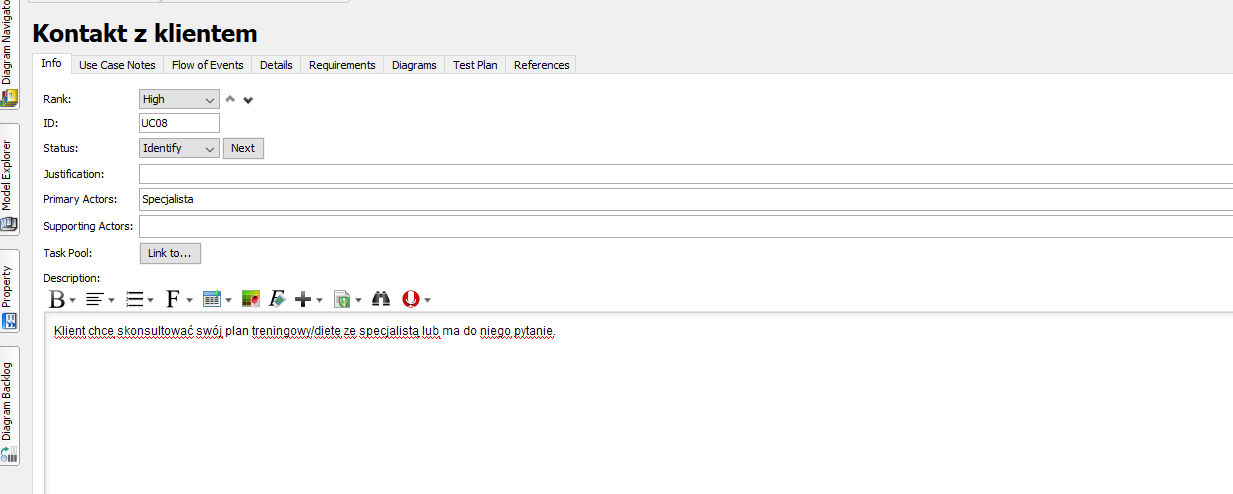 Kontakt z klientem
Info Use Case Notes Flow of Events Details Requirements Diagrams Test Plan References
Rank: High
ID: UC08
Status: Identify Next
Justification:
Primary Actors: Specjalista
Supporting Actors:
Task Pool: Link to...
Description:
B F F
Klient chce skonsultować swój plan treningowy/dietę ze specjalistą lub ma do niego pytanie.
Diagram Navigato
Model Explorer
Property
Diagram Backlog